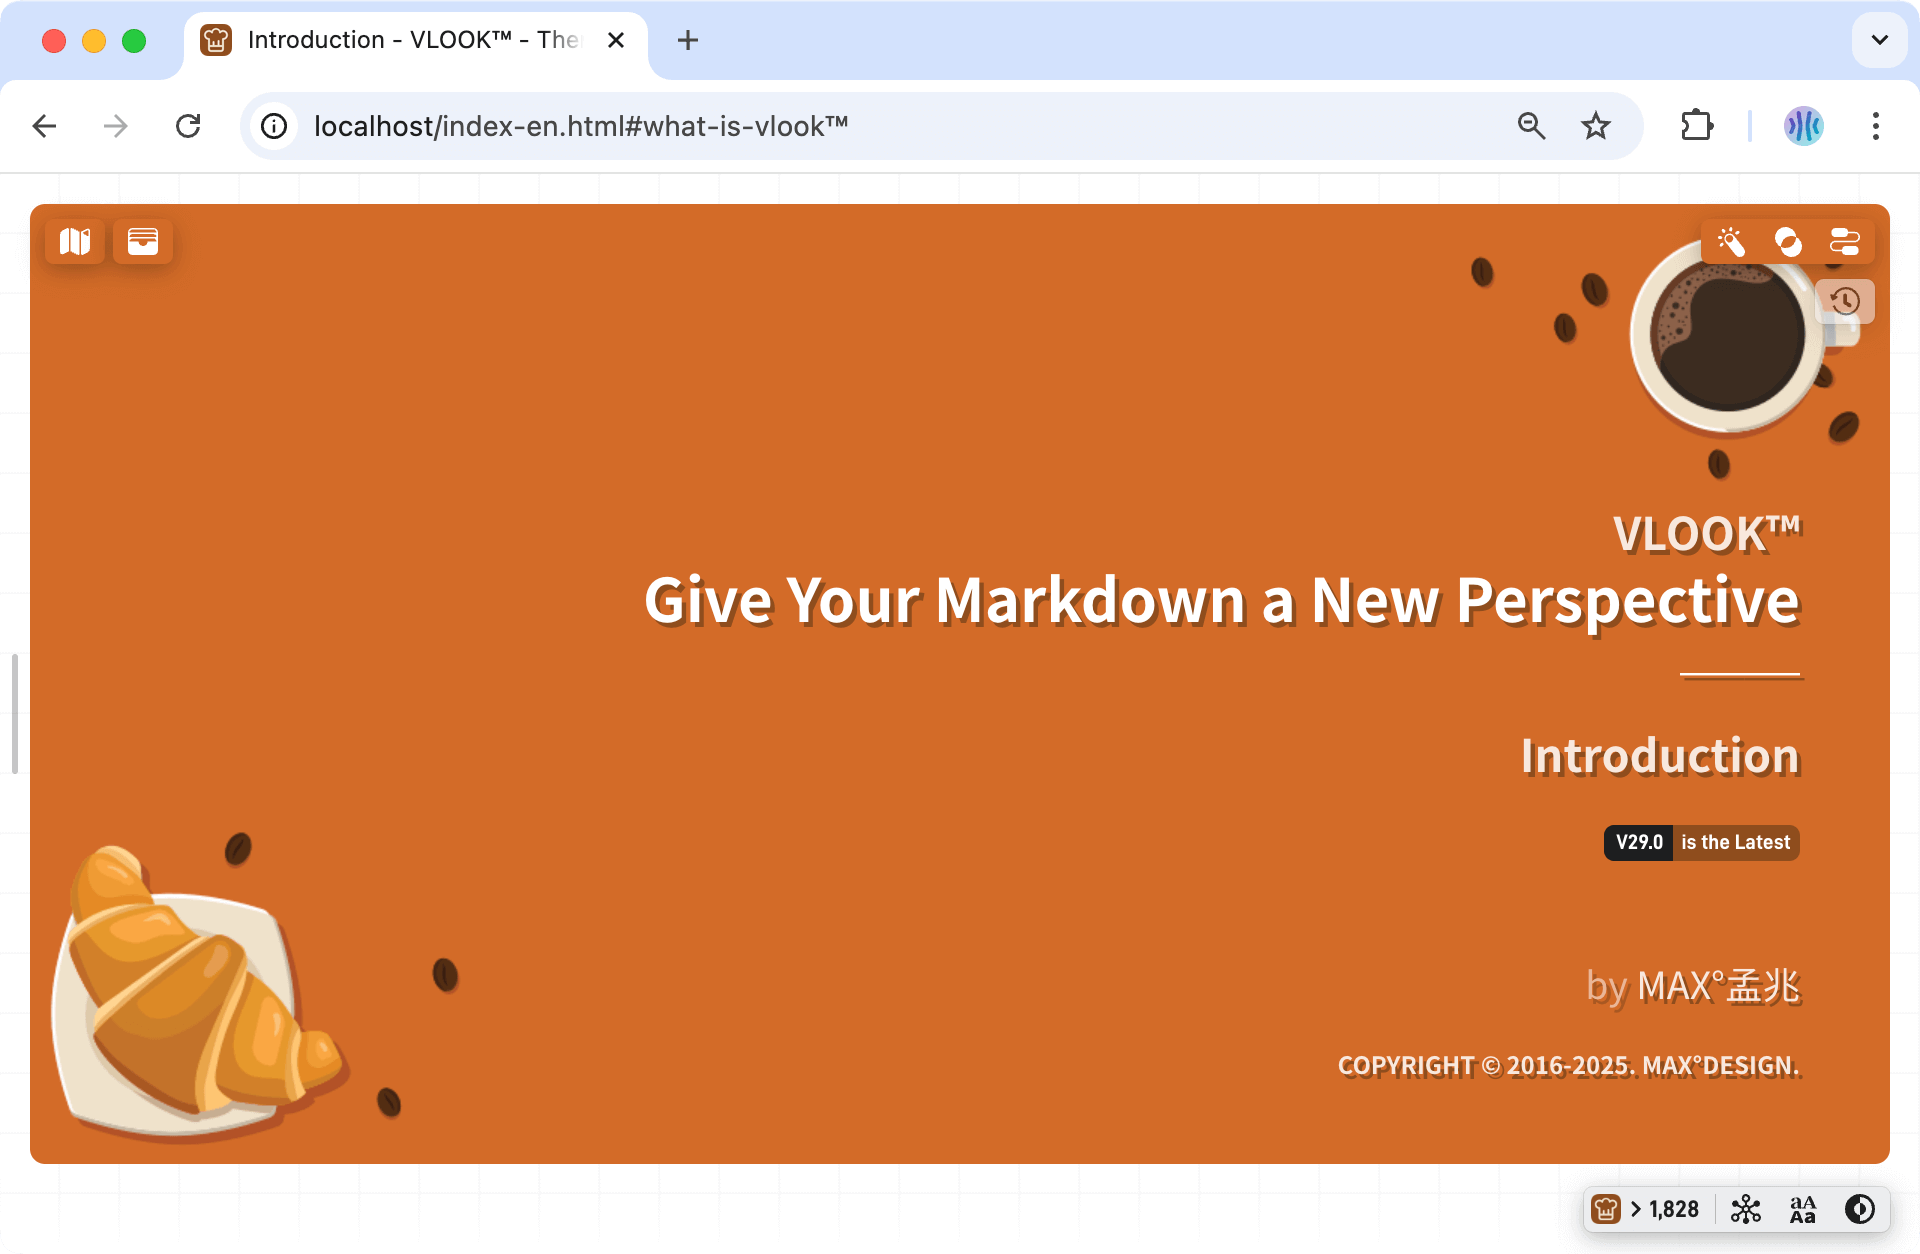 Introduction - VLOOK™ - The
localhost/index-en.html#what-is-vlook™
VLOOK™
Give Your Markdown a New Perspective
Introduction
V29.0 is the Latest
by MAX°孟兆
COPYRIGHT © 2016-2025. MAX°DESIGN.
> 1,828
aA
Aa